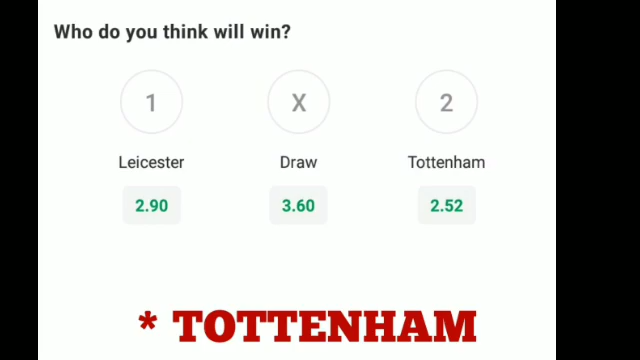 Who do you think will win?
1 X 2
Leicester Draw Tottenham
2.90 3.60 2.52
* TOTTENHAM